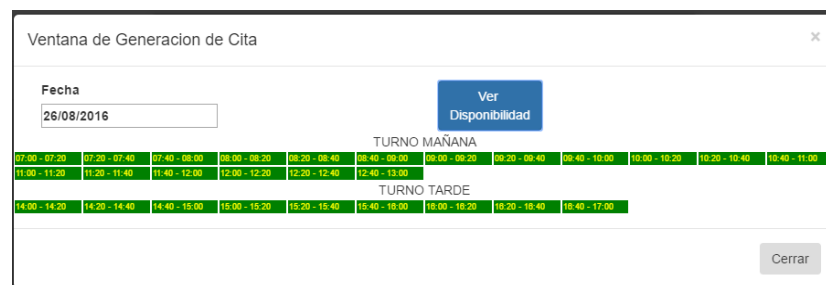 Ventana de Generacion de Cita ×
Fecha
26/08/2016
Ver
Disponibilidad
TURNO MAÑANA
07:00 - 07:20 07:20 - 07:40 07:40 - 08:00 08:00 - 08:20 08:20 - 08:40 08:40 - 09:00 09:00 - 09:20 09:20 - 09:40 09:40 - 10:00 10:00 - 10:20 10:20 - 10:40 10:40 - 11:00
11:00 - 11:20 11:20 - 11:40 11:40 - 12:00 12:00 - 12:20 12:20 - 12:40 12:40 - 13:00
TURNO TARDE
14:00 - 14:20 14:20 - 14:40 14:40 - 15:00 15:00 - 15:20 15:20 - 15:40 15:40 - 16:00 16:00 - 16:20 16:20 - 16:40 16:40 - 17:00
Cerrar